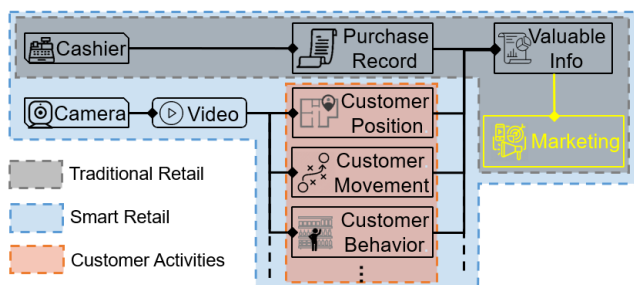 Cashier
Purchase
Record
Valuable
Info
Camera
Video
Customer
Position
Marketing
Customer
Movement
Customer
Behavior
Traditional Retail
Smart Retail
Customer Activities